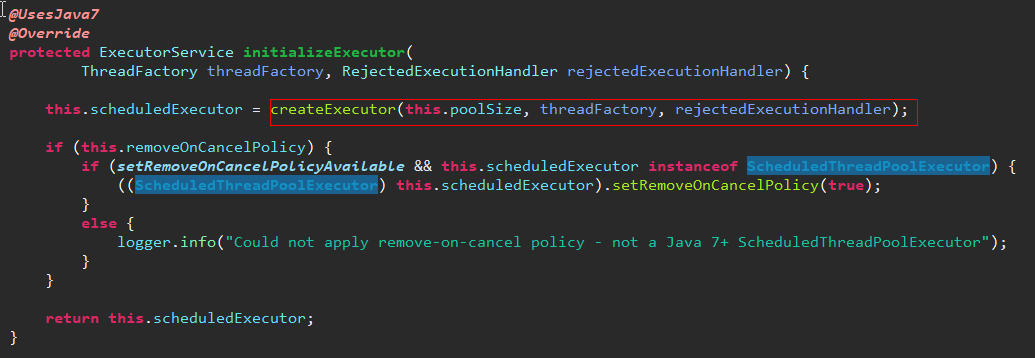 @UsesJava7
@Override
protected ExecutorService initializeExecutor(
        ThreadFactory threadFactory, RejectedExecutionHandler rejectedExecutionHandler) {

    this.scheduledExecutor = createExecutor(this.poolSize, threadFactory, rejectedExecutionHandler);

    if (this.removeOnCancelPolicy) {
        if (setRemoveOnCancelPolicyAvailable && this.scheduledExecutor instanceof ScheduledThreadPoolExecutor) {
            ((ScheduledThreadPoolExecutor) this.scheduledExecutor).setRemoveOnCancelPolicy(true);
        }
        else {
            logger.info("Could not apply remove-on-cancel policy - not a Java 7+ ScheduledThreadPoolExecutor");
        }
    }

    return this.scheduledExecutor;
}